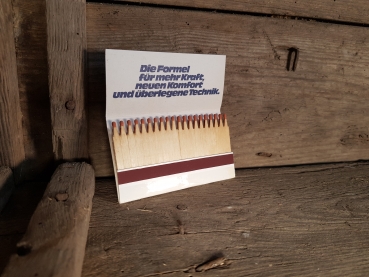 Die Formel
für mehr Kraft,
neuen Komfort
und überlegene Technik.